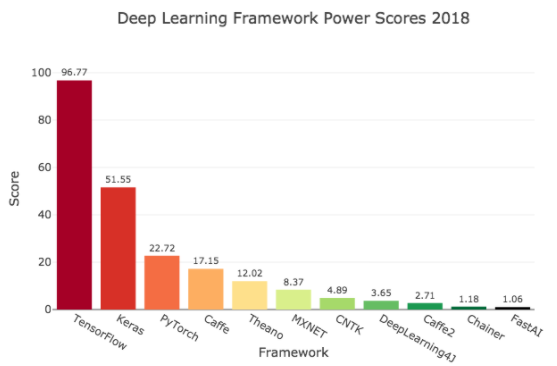 Deep Learning Framework Power Scores 2018
Score
100
80
60
40
20
0
96.77
51.55
22.72
17.15
12.02
8.37
4.89
3.65
2.71
1.18
1.06
TensorFlow
Keras
PyTorch
Caffe
Theano
MXNET
CNTK
DeepLearning4J
Caffe2
Chainer
FastAI
Framework